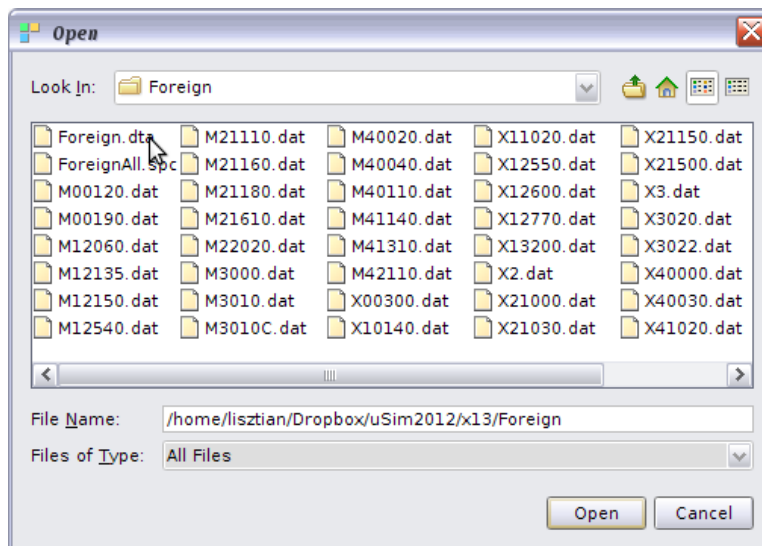 Open
Look In: Foreign
Foreign.dta M21110.dat M40020.dat X11020.dat X21150.dat
ForeignAll.spc M21160.dat M40040.dat X12550.dat X21500.dat
M00120.dat M21180.dat M40110.dat X12600.dat X3.dat
M00190.dat M21610.dat M41140.dat X12770.dat X3020.dat
M12060.dat M22020.dat M41310.dat X13200.dat X3022.dat
M12135.dat M3000.dat M42110.dat X2.dat X40000.dat
M12150.dat M3010.dat X00300.dat X21000.dat X40030.dat
M12540.dat M3010C.dat X10140.dat X21030.dat X41020.dat
File Name: /home/lisztian/Dropbox/uSim2012/x13/Foreign
Files of Type: All Files
Open Cancel